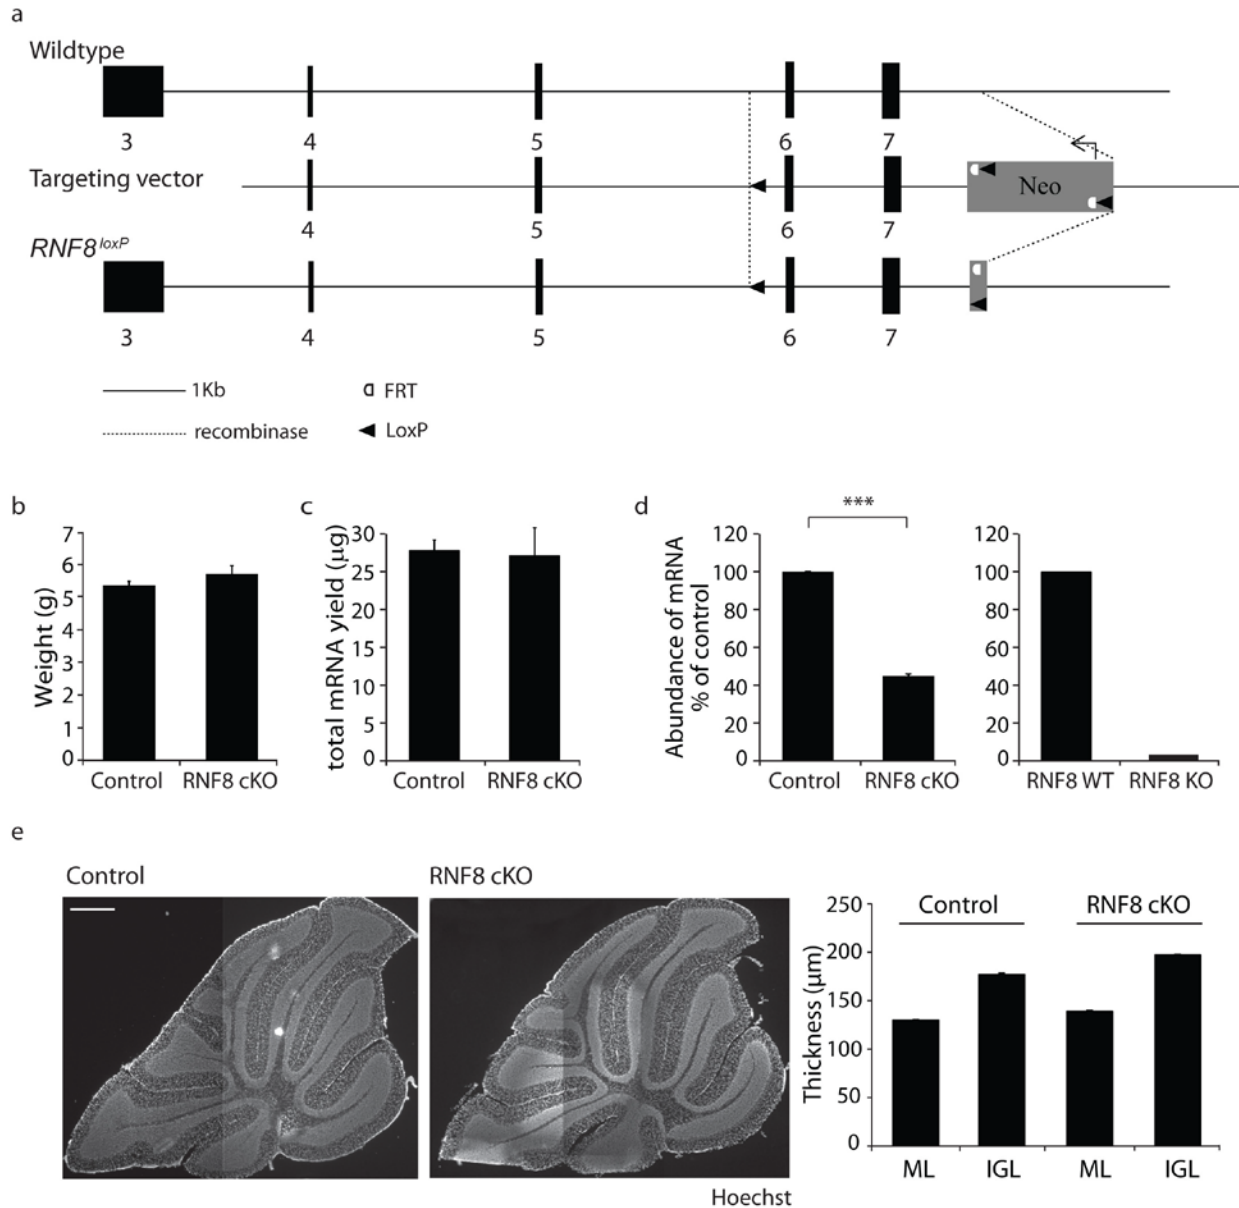 a
Wildtype
3 4 5 6 7
Targeting vector
Neo
4 5 6 7
RNF8 loxP
3 4 5 6 7
1Kb
FRT
recombinase
LoxP
b
7
6
5
4
3
2
1
0
Weight (g)
Control RNF8 cKO
c
30
25
20
15
10
5
0
total mRNA yield (μg)
Control RNF8 cKO
d
***
120
100
80
60
40
20
0
Abundance of mRNA
% of control
Control RNF8 cKO
120
100
80
60
40
20
0
RNF8 WT RNF8 KO
e
Control
RNF8 cKO
Hoechst
250
200
150
100
50
0
Thickness (μm)
Control RNF8 cKO
ML IGL ML IGL